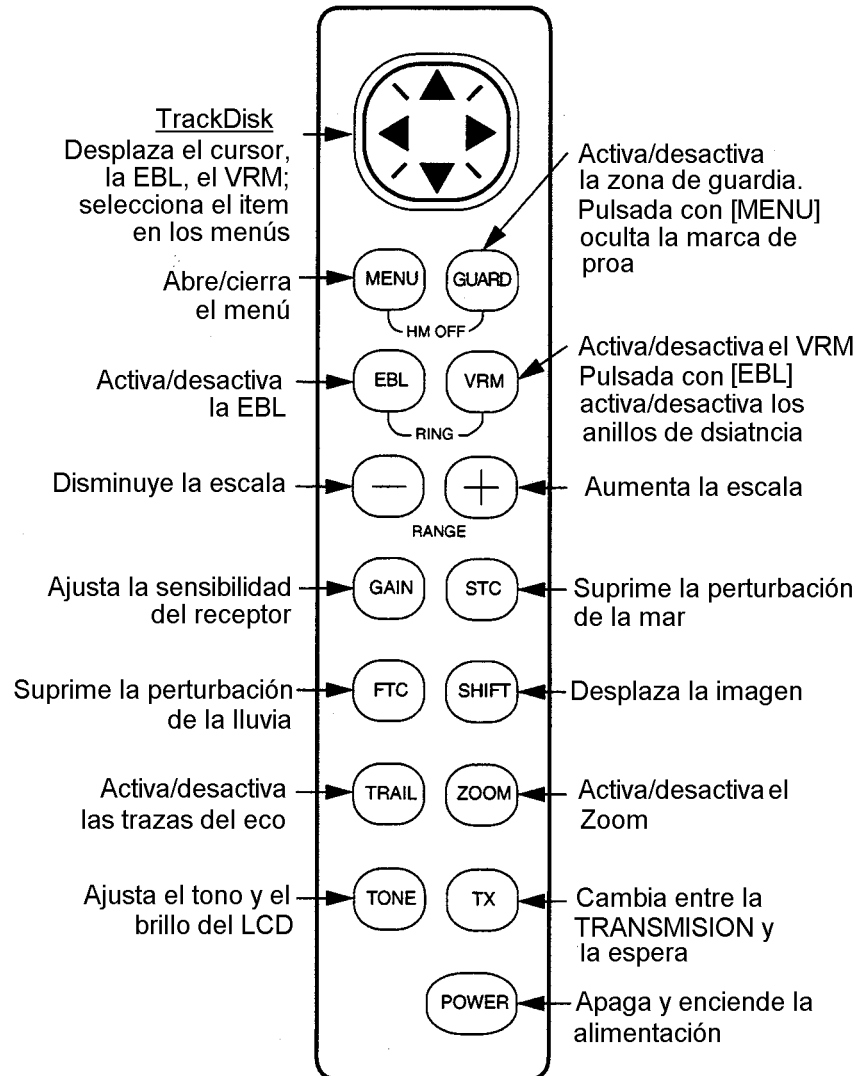 TrackDisk
Desplaza el cursor,
la EBL, el VRM;
selecciona el item
en los menús
Activa/desactiva
la zona de guardia.
Pulsada con [MENU]
oculta la marca de
proa
Abre/cierra
el menú
MENU
GUARD
HM OFF
Activa/desactiva
la EBL
EBL
VRM
RING
Activa/desactiva el VRM
Pulsada con [EBL]
activa/desactiva los
anillos de dsiatncia
Disminuye la escala
Aumenta la escala
RANGE
Ajusta la sensibilidad
del receptor
GAIN
STC
Suprime la perturbación
de la mar
Suprime la perturbación
de la lluvia
FTC
SHIFT
Desplaza la imagen
Activa/desactiva
las trazas del eco
TRAIL
ZOOM
Activa/desactiva el
Zoom
Ajusta el tono y el
brillo del LCD
TONE
TX
Cambia entre la
TRANSMISION y
la espera
POWER
Apaga y enciende la
alimentación